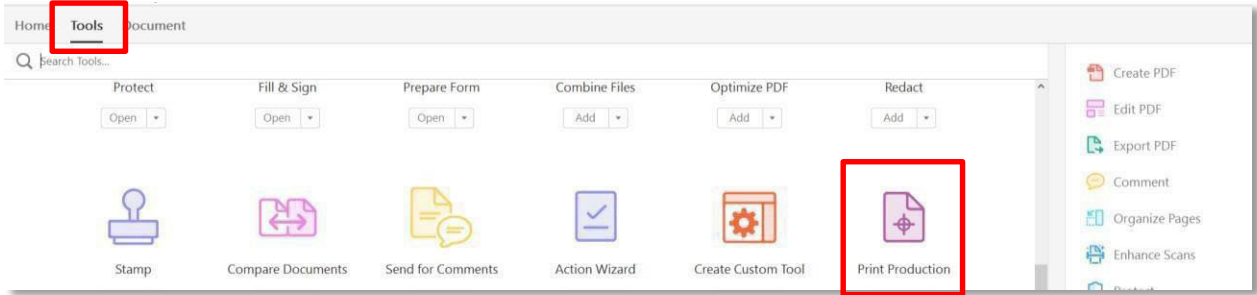 Home Tools Document
Search Tools...
Protect Fill & Sign Prepare Form Combine Files Optimize PDF Redact
Open Open Open Add Add Add
Stamp Compare Documents Send for Comments Action Wizard Create Custom Tool Print Production
Create PDF
Edit PDF
Export PDF
Comment
Organize Pages
Enhance Scans
Protect